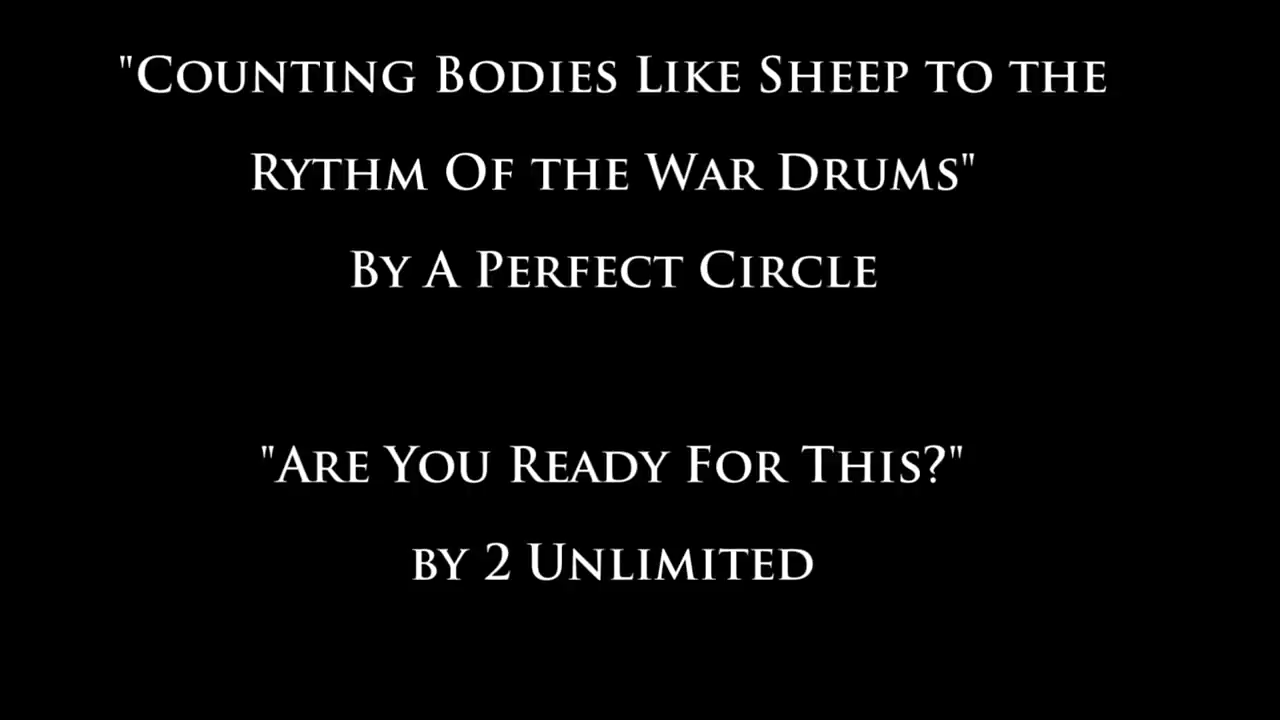 "Counting Bodies Like Sheep to the
Rythm Of the War Drums"
By A Perfect Circle
"Are You Ready For This?"
by 2 Unlimited